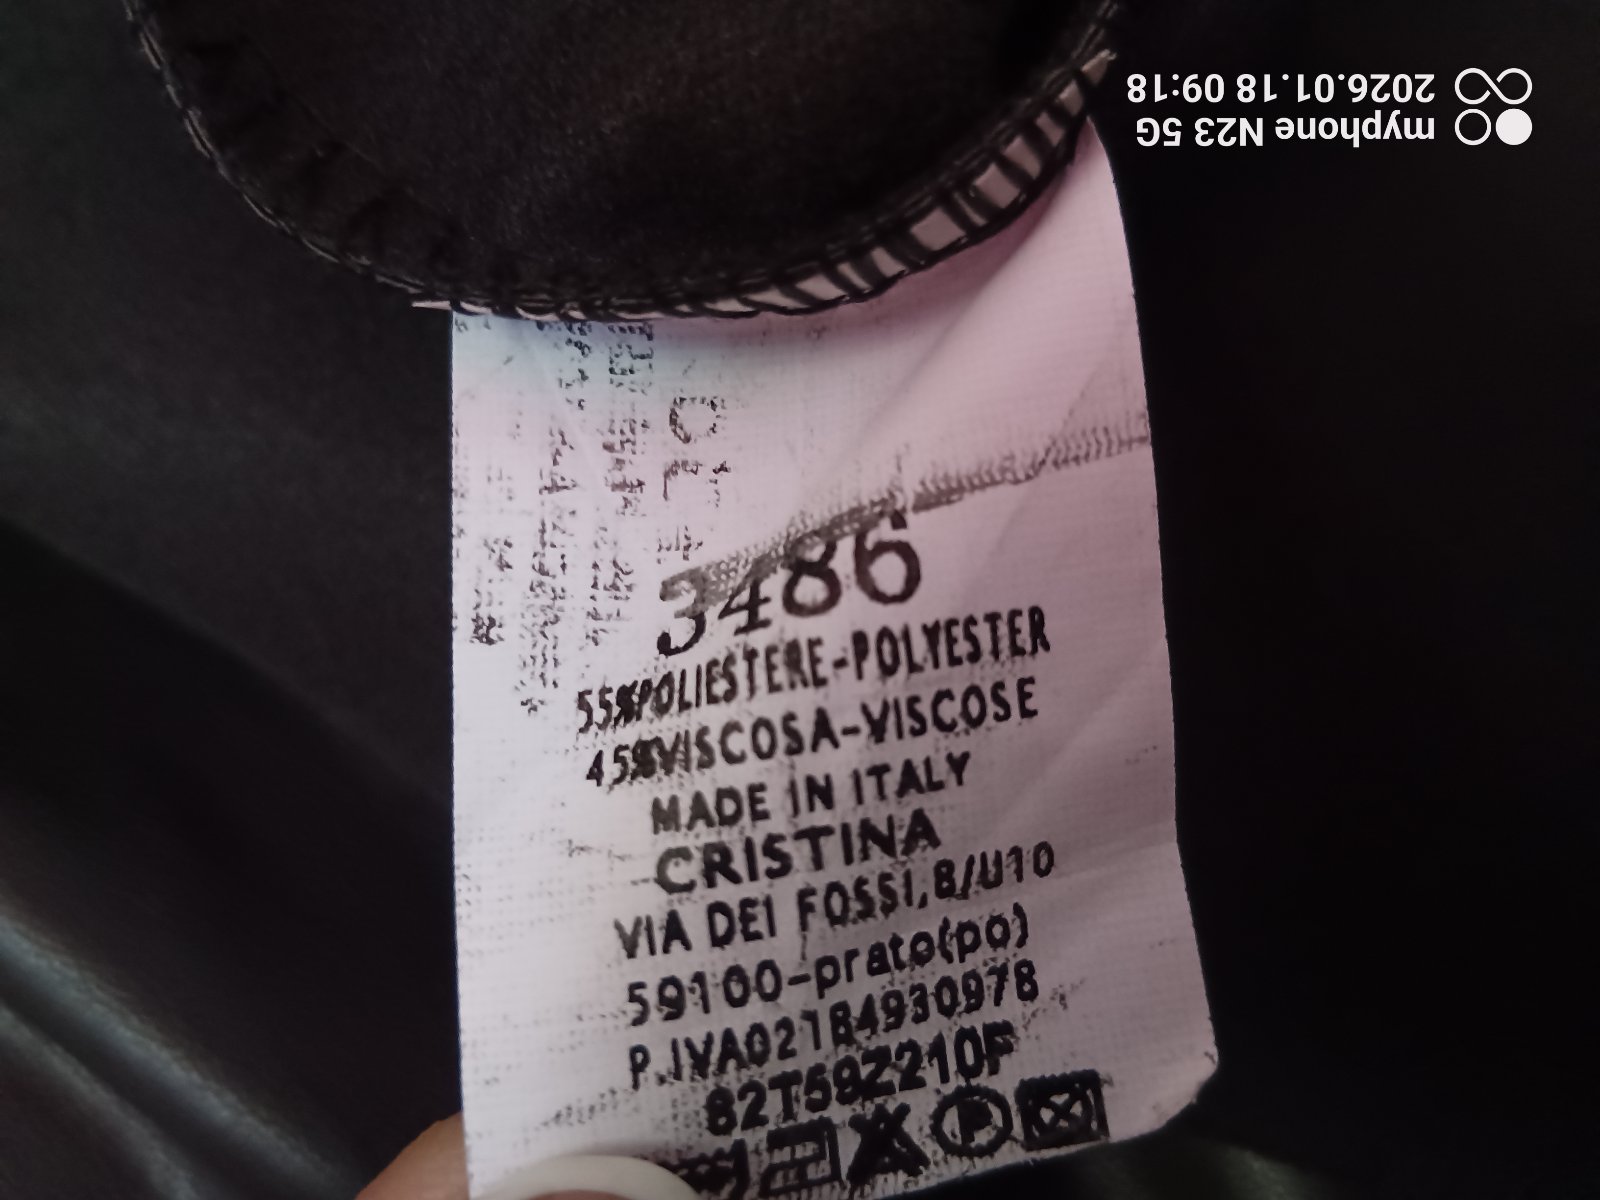 3486
55%POLIESTERE-POLYESTER
45%VISCOSA-VISCOSE
MADE IN ITALY
CRISTINA
VIA DEI FOSSI,8/U10
59100-prato(po)
P.IVA02184930978
82T59Z210F
P
myphone N23 5G
2026.01.18 09:18